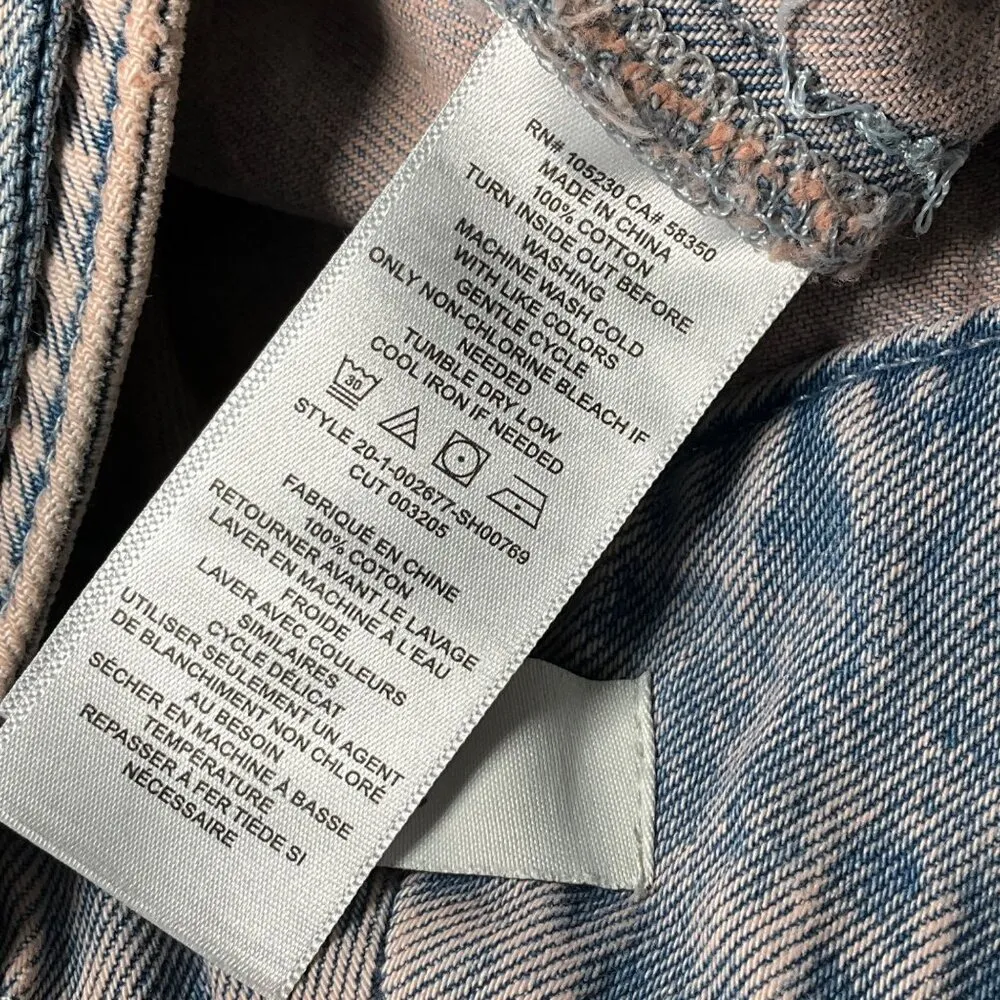 RN# 105230 CA# 58350
MADE IN CHINA
100% COTTON
TURN INSIDE OUT BEFORE
WASHING
MACHINE WASH COLD
WITH LIKE COLORS
GENTLE CYCLE
ONLY NON-CHLORINE BLEACH IF
NEEDED
TUMBLE DRY LOW
COOL IRON IF NEEDED
30
STYLE 20-1-002677-SH00769
CUT 003205
FABRIQUÉ EN CHINE
100% COTON
RETOURNER AVANT LE LAVAGE
LAVER EN MACHINE À L'EAU
FROIDE
LAVER AVEC COULEURS
SIMILAIRES
CYCLE DÉLICAT
UTILISER SEULEMENT UN AGENT
DE BLANCHIMENT NON CHLORÉ
AU BESOIN
SÉCHER EN MACHINE À BASSE
TEMPÉRATURE
REPASSER À FER TIÈDE SI
NÉCESSAIRE